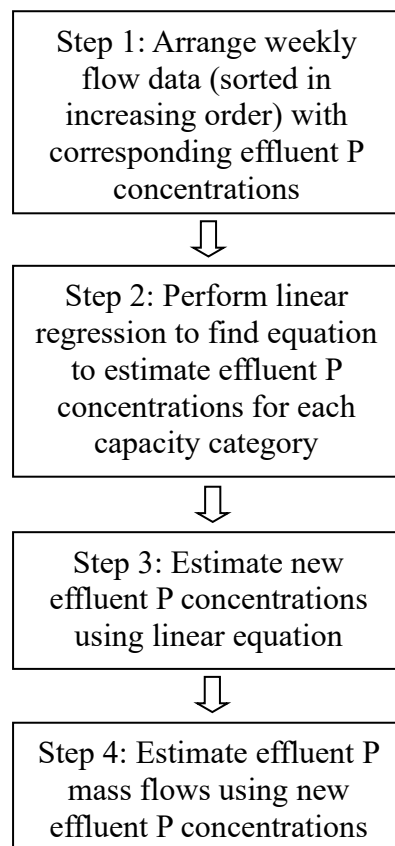 Step 1: Arrange weekly
flow data (sorted in
increasing order) with
corresponding effluent P
concentrations
Step 2: Perform linear
regression to find equation
to estimate effluent P
concentrations for each
capacity category
Step 3: Estimate new
effluent P concentrations
using linear equation
Step 4: Estimate effluent P
mass flows using new
effluent P concentrations